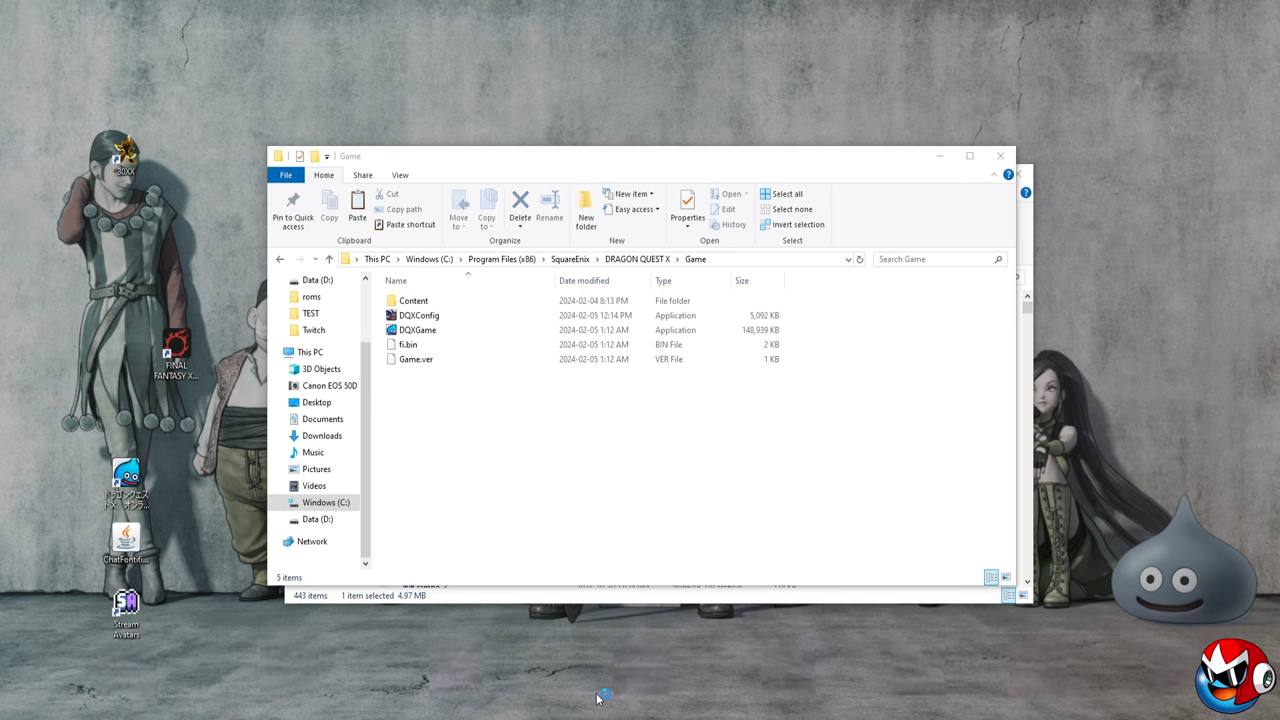 Game
File
Home
Share
View
Pin to Quick access
Copy
Paste
Cut
Copy path
Paste shortcut
Clipboard
Move to
Copy to
Delete
Rename
Organize
New folder
New item
Easy access
New
Properties
Open
Edit
History
Open
Select all
Select none
Invert selection
Select
This PC > Windows (C:) > Program Files (x86) > SquareEnix > DRAGON QUEST X > Game
Search Game
Name Date modified Type Size
Content 2024-02-04 8:13 PM File folder
DQXConfig 2024-02-05 12:14 PM Application 5,092 KB
DQXGame 2024-02-05 1:12 AM Application 148,939 KB
fi.bin 2024-02-05 1:12 AM BIN File 2 KB
Game.ver 2024-02-05 1:12 AM VER File 1 KB
Data (D:)
roms
TEST
Twitch
This PC
3D Objects
Canon EOS 50D
Desktop
Documents
Downloads
Music
Pictures
Videos
Windows (C:)
Data (D:)
Network
5 items
443 items 1 item selected 4.97 MB
30XX
FINAL
FANTASY X...
ドラゴンクエス
トX オンラ...
ChatFontifi...
Stream
Avatars